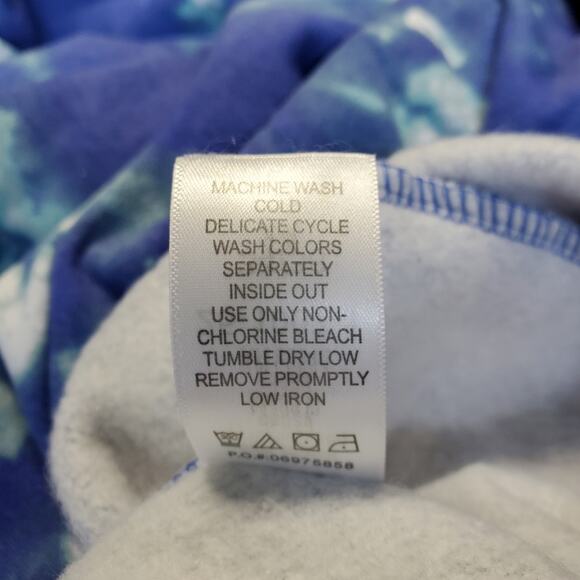 MACHINE WASH
COLD
DELICATE CYCLE
WASH COLORS
SEPARATELY
INSIDE OUT
USE ONLY NON-
CHLORINE BLEACH
TUMBLE DRY LOW
REMOVE PROMPTLY
LOW IRON
P.O.#:06975858